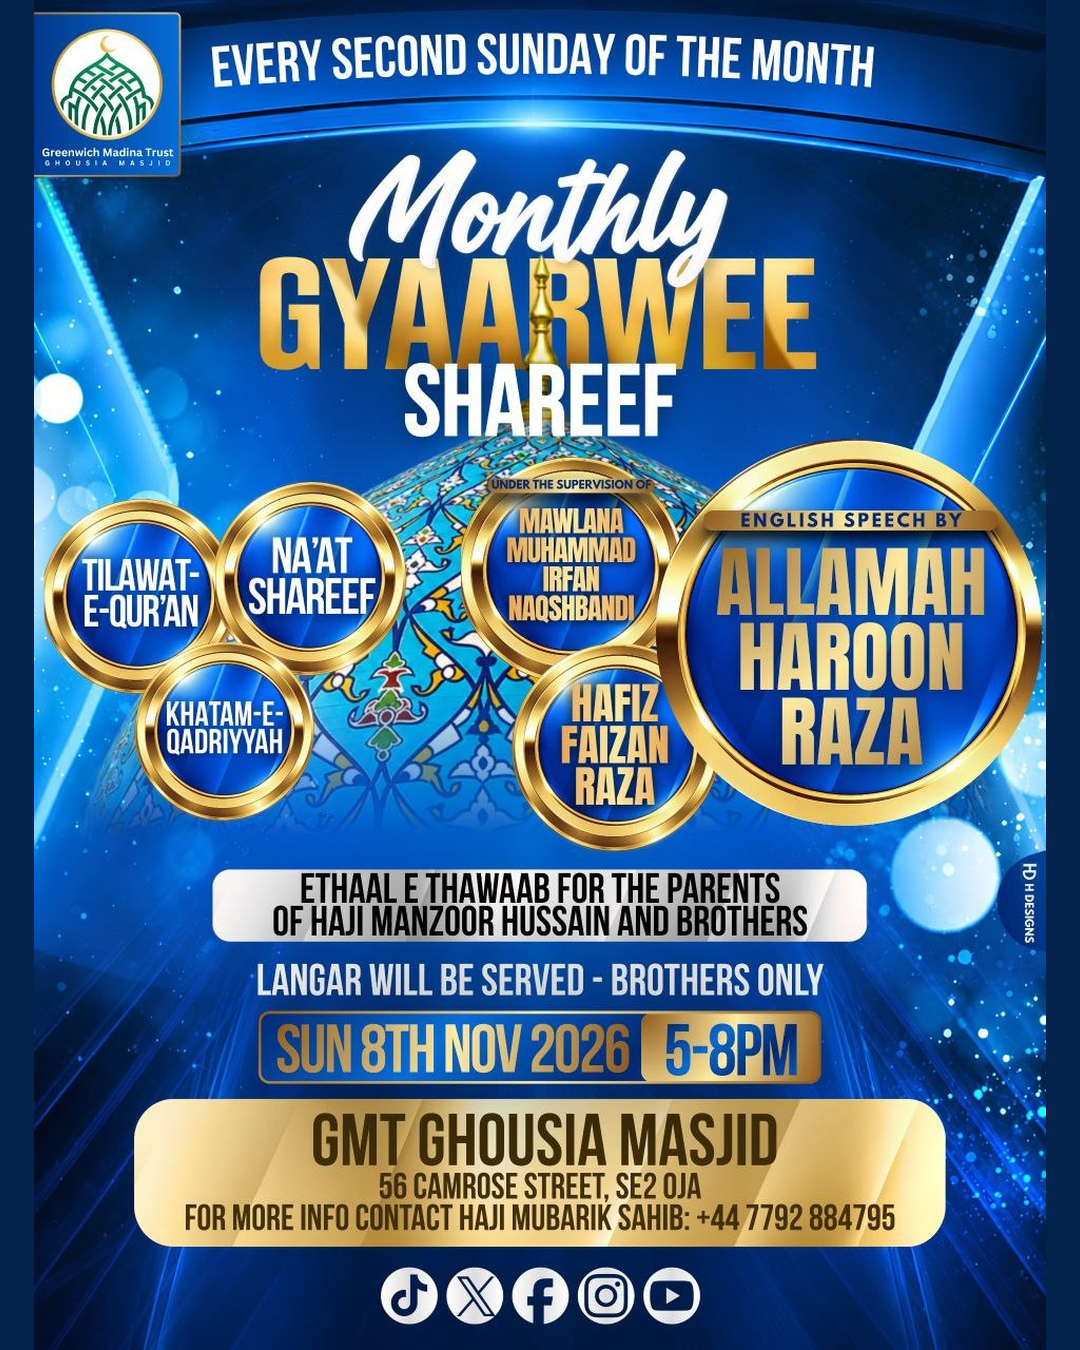 Greenwich Madina Trust
GHOUSIA MASJID
EVERY SECOND SUNDAY OF THE MONTH
Monthly
GYAARWEE
SHAREEF
TILAWAT-
E-QUR'AN
NA'AT
SHAREEF
KHATAM-E-
QADRIYYAH
UNDER THE SUPERVISION OF
MAWLANA
MUHAMMAD
IRFAN
NAQSHBANDI
HAFIZ
FAIZAN
RAZA
ENGLISH SPEECH BY
ALLAMAH
HAROON
RAZA
HD H DESIGNS
ETHAAL E THAWAAB FOR THE PARENTS
OF HAJI MANZOOR HUSSAIN AND BROTHERS
LANGAR WILL BE SERVED - BROTHERS ONLY
SUN 8TH NOV 2026 5-8PM
GMT GHOUSIA MASJID
56 CAMROSE STREET, SE2 0JA
FOR MORE INFO CONTACT HAJI MUBARIK SAHIB: +44 7792 884795